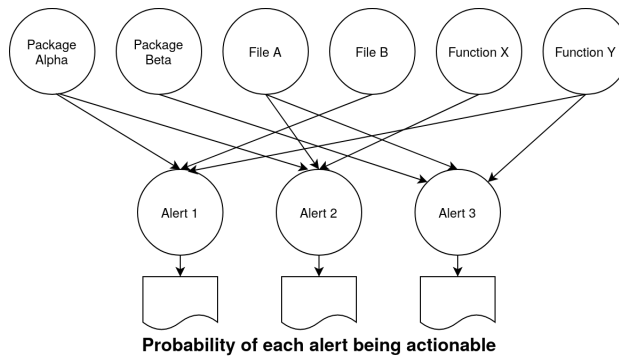 Package
Alpha
Package
Beta
File A
File B
Function X
Function Y
Alert 1
Alert 2
Alert 3
Probability of each alert being actionable